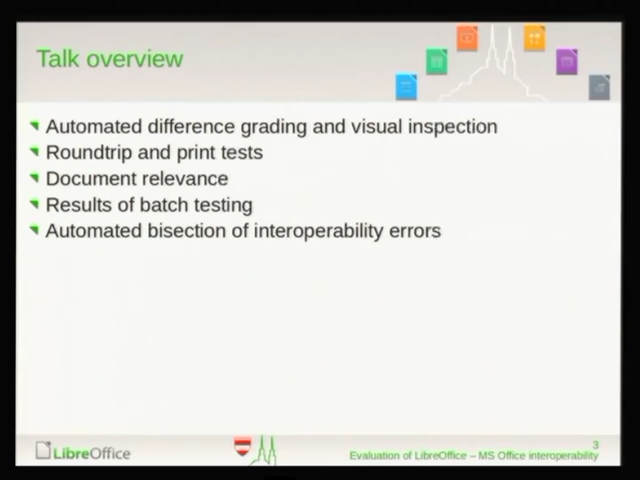 Talk overview
Automated difference grading and visual inspection
Roundtrip and print tests
Document relevance
Results of batch testing
Automated bisection of interoperability errors
LibreOffice
3
Evaluation of LibreOffice – MS Office interoperability